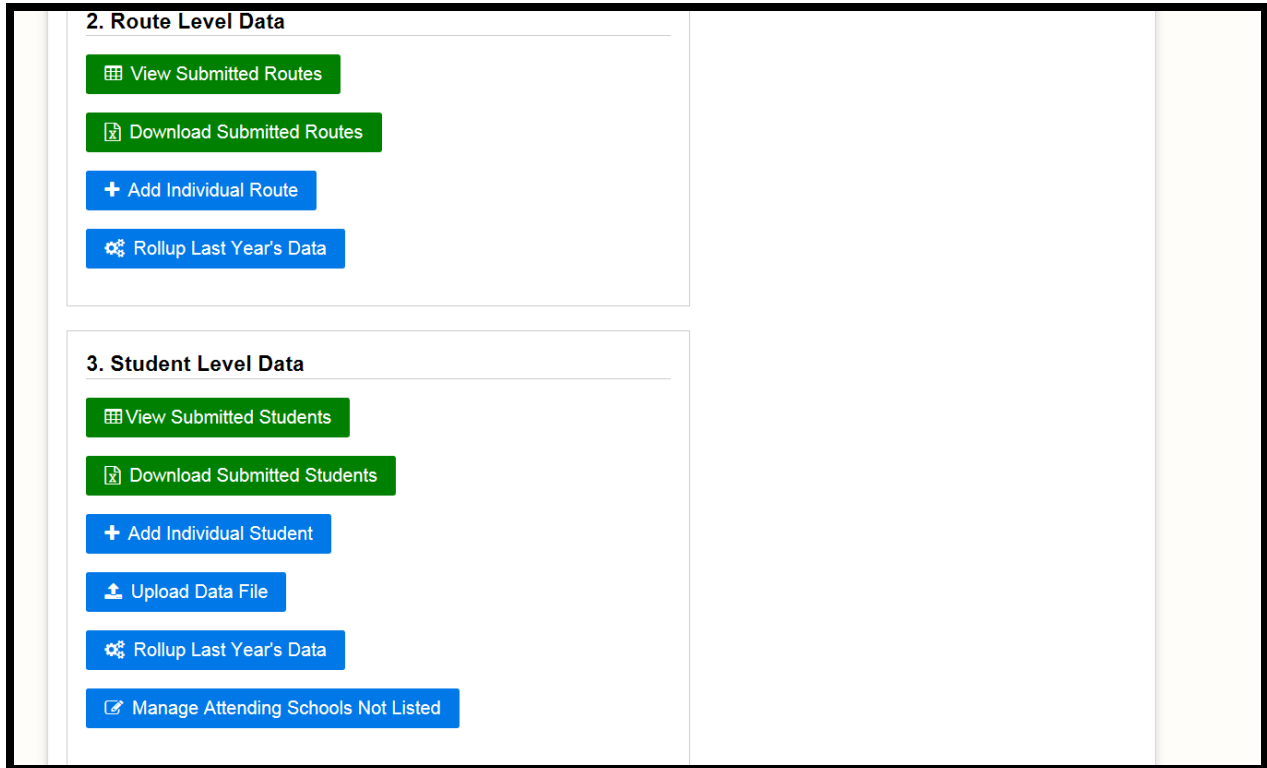 2. Route Level Data
View Submitted Routes
Download Submitted Routes
Add Individual Route
Rollup Last Year's Data
3. Student Level Data
View Submitted Students
Download Submitted Students
Add Individual Student
Upload Data File
Rollup Last Year's Data
Manage Attending Schools Not Listed